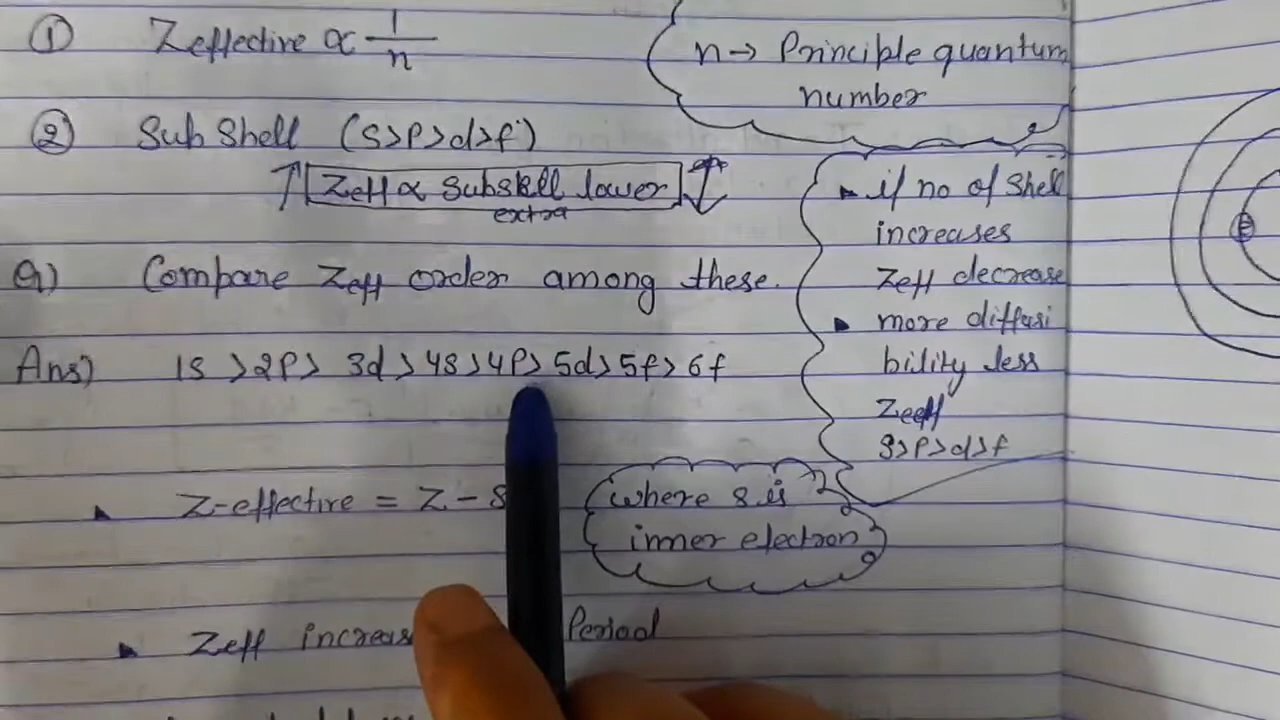 ① Zeffective ∝ 1/n
n → Principle quantum
number
② Sub Shell (s>p>d>f)
↑ Zeff ∝ Subshell lower ↓
extra
if no of Shell
increases
Zeff decrease
more diffusi
bility less
Zeff
s>p>d>f
Q) Compare Zeff order among these.
Ans) 1s >2p> 3d > 4s >4p> 5d> 5f> 6f
Z-effective = Z - s
where s is
inner electron
Zeff increas Period